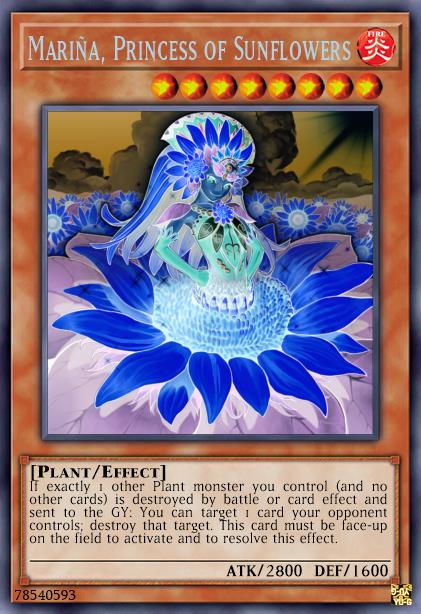 Mariña, Princess of Sunflowers
FIRE
炎
[Plant/Effect]
If exactly 1 other Plant monster you control (and no
other cards) is destroyed by battle or card effect and
sent to the GY: You can target 1 card your opponent
controls; destroy that target. This card must be face-up
on the field to activate and to resolve this effect.
ATK/2800 DEF/1600
78540593